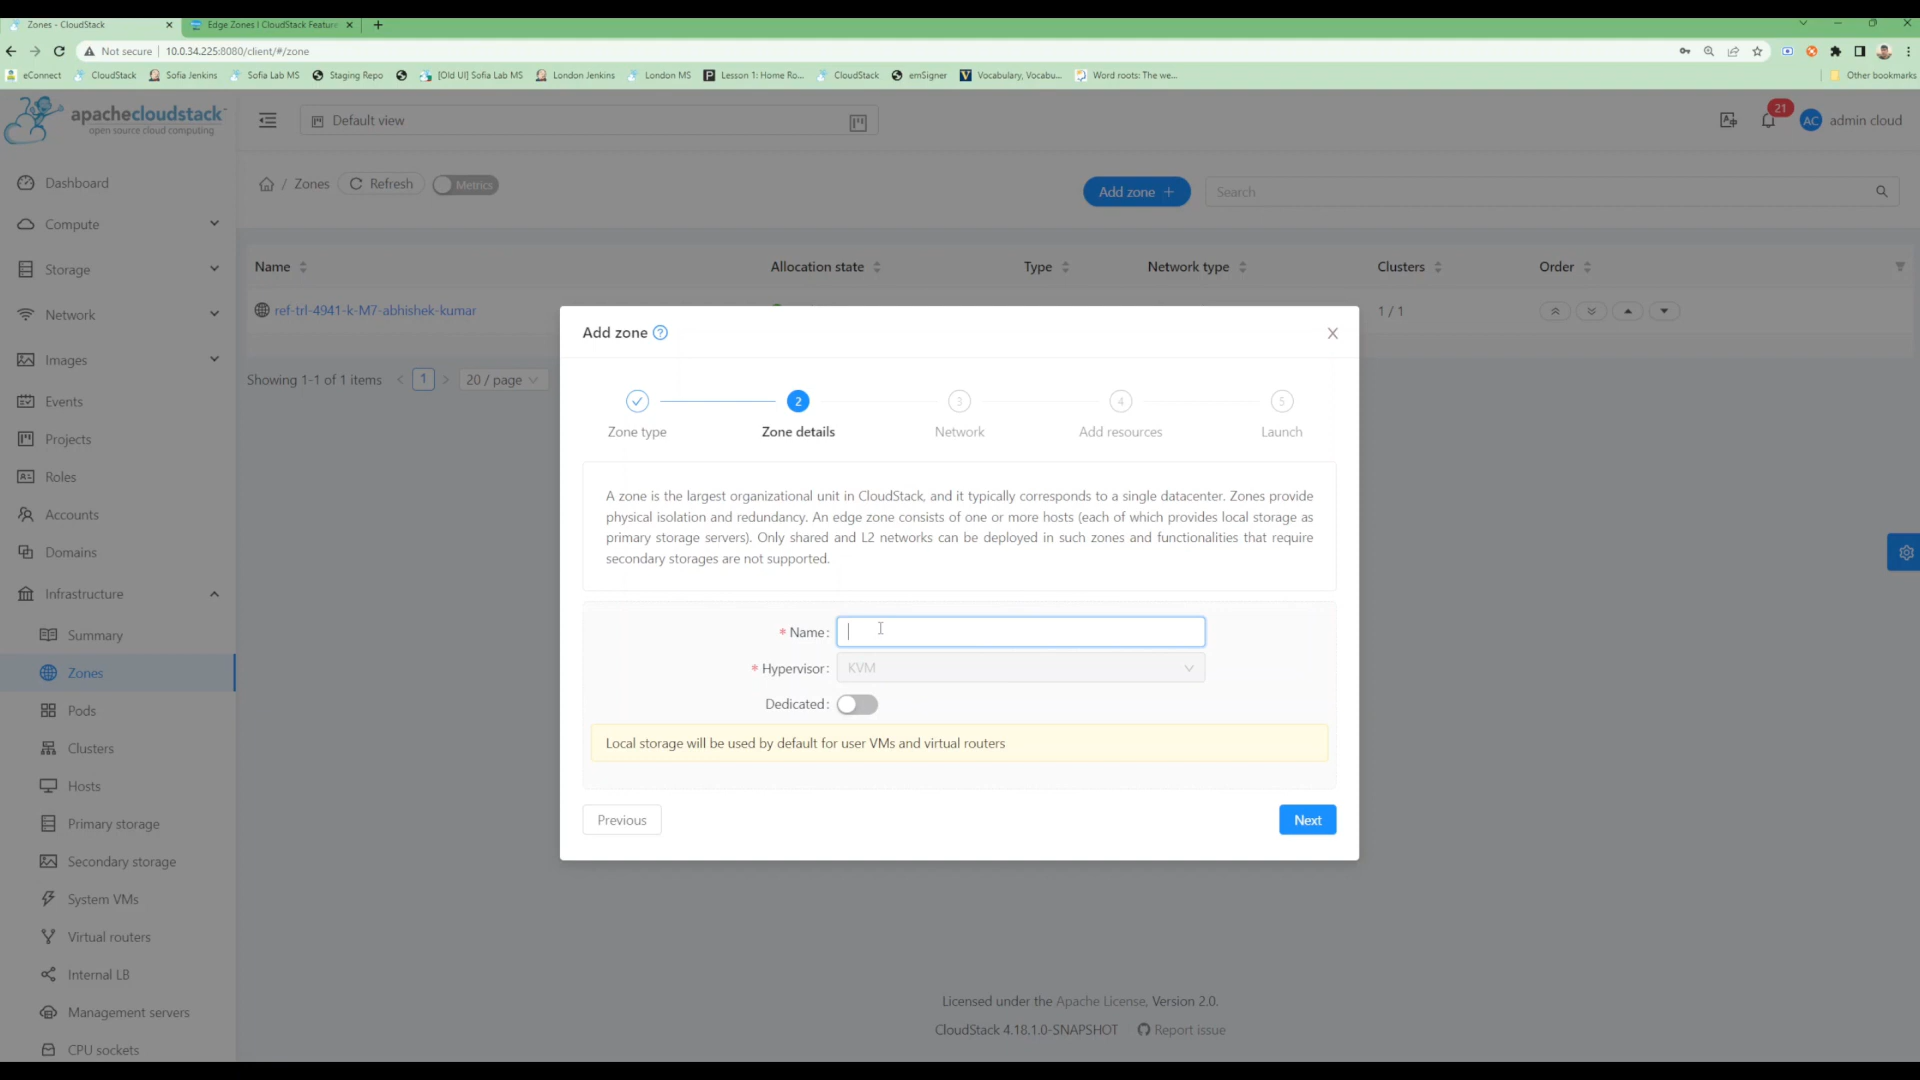 Zones - CloudStack
Edge Zones | CloudStack Feature
Not secure 10.0.34.225:8080/client/#/zone
eConnect CloudStack Sofia Jenkins Sofia Lab MS Staging Repo [Old UI] Sofia Lab MS London Jenkins London MS Lesson 1: Home Ro... CloudStack emSigner Vocabulary, Vocabu... Word roots: The we... Other bookmarks
apachecloudstack
open source cloud computing
Default view
21
AC admin cloud
Dashboard
Compute
Storage
Network
Images
Events
Projects
Roles
Accounts
Domains
Infrastructure
Summary
Zones
Pods
Clusters
Hosts
Primary storage
Secondary storage
System VMs
Virtual routers
Internal LB
Management servers
CPU sockets
/ Zones Refresh Metrics
Add zone +
Search
Name Allocation state Type Network type Clusters Order
ref-trl-4941-k-M7-abhishek-kumar 1 / 1
Showing 1-1 of 1 items < 1 > 20 / page
Add zone
2 3 4 5
Zone type Zone details Network Add resources Launch
A zone is the largest organizational unit in CloudStack, and it typically corresponds to a single datacenter. Zones provide
physical isolation and redundancy. An edge zone consists of one or more hosts (each of which provides local storage as
primary storage servers). Only shared and L2 networks can be deployed in such zones and functionalities that require
secondary storages are not supported.
* Name:
* Hypervisor: KVM
Dedicated:
Local storage will be used by default for user VMs and virtual routers
Previous Next
Licensed under the Apache License, Version 2.0.
CloudStack 4.18.1.0-SNAPSHOT Report issue